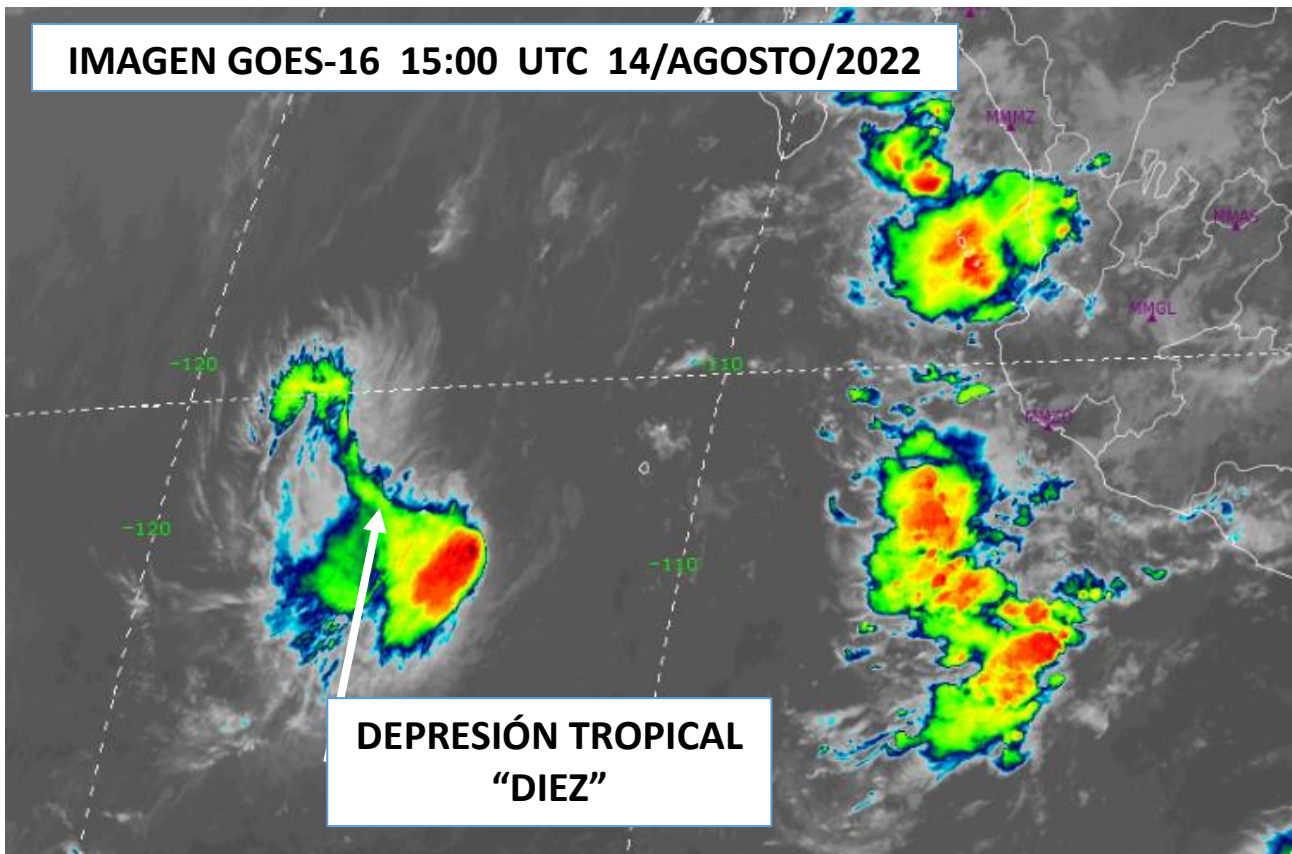 IMAGEN GOES-16 15:00 UTC 14/AGOSTO/2022
MMMZ
MMAS
MMGL
-120
-110
MMZO
-120
-110
DEPRESIÓN TROPICAL
“DIEZ”